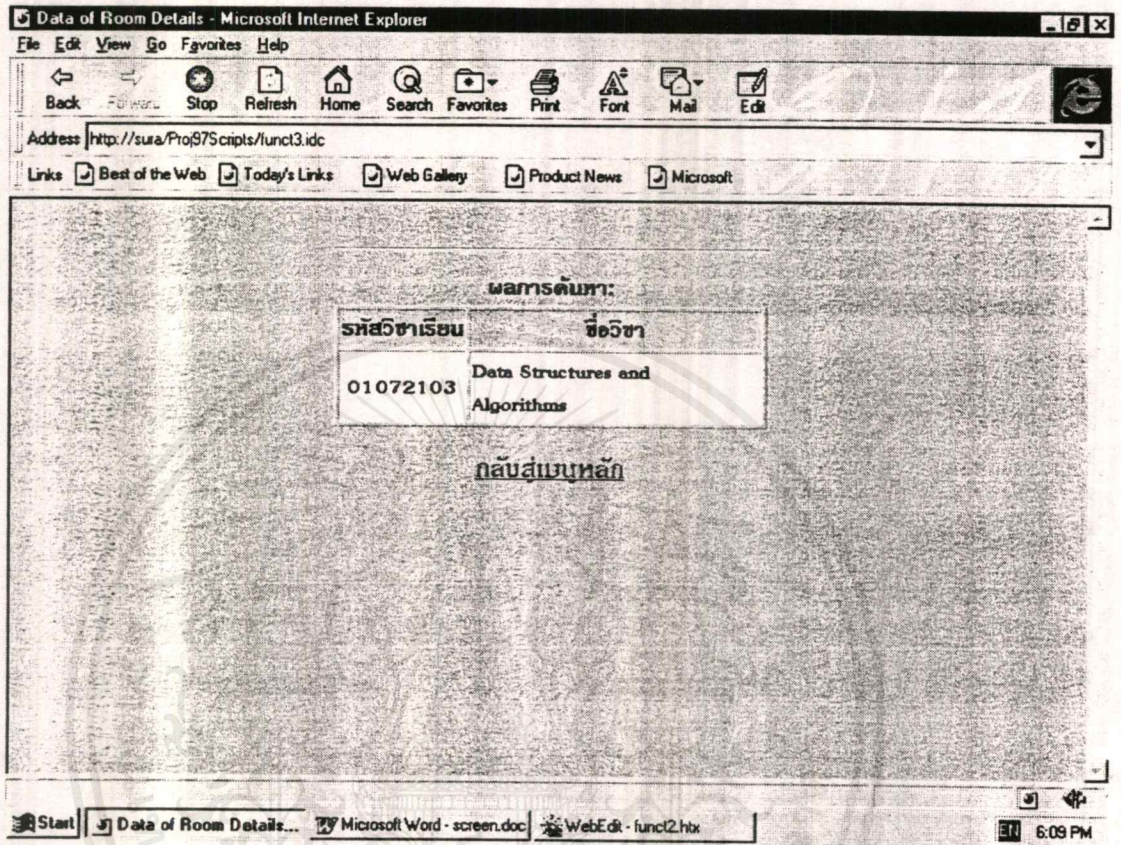 Data of Room Details - Microsoft Internet Explorer
File Edit View Go Favorites Help
Back Forward Stop Refresh Home Search Favorites Print Font Mail Edit
Address http://sura/Proj97Scripts/funct3.idc
Links Best of the Web Today's Links Web Gallery Product News Microsoft
ผลการค้นหา:
รหัสวิชาเรียน ชื่อวิชา
01072103 Data Structures and
Algorithms
กลับสู่เมนูหลัก
Start Data of Room Details... Microsoft Word - screen.doc WebEdit - funct2.htx EN 6:09 PM